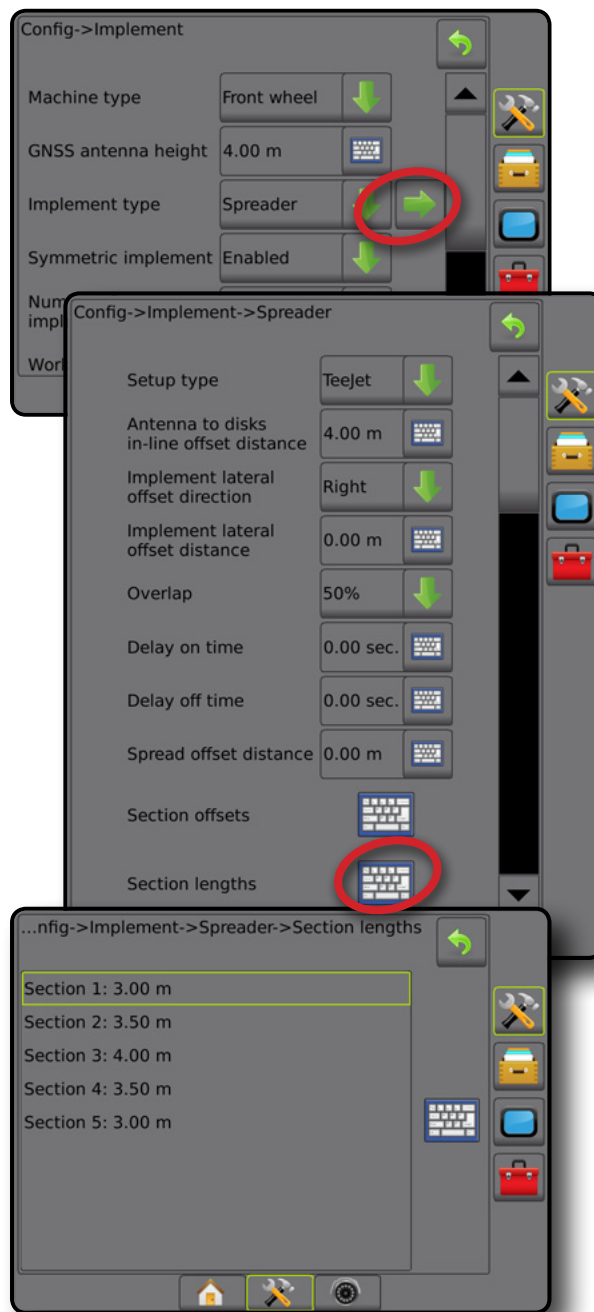 Config->Implement
Machine type Front wheel
GNSS antenna height 4.00 m
Implement type Spreader
Symmetric implement Enabled
Config->Implement->Spreader
Setup type TeeJet
Antenna to disks
in-line offset distance 4.00 m
Implement lateral
offset direction Right
Implement lateral
offset distance 0.00 m
Overlap 50%
Delay on time 0.00 sec.
Delay off time 0.00 sec.
Spread offset distance 0.00 m
Section offsets
Section lengths
...nfig->Implement->Spreader->Section lengths
Section 1: 3.00 m
Section 2: 3.50 m
Section 3: 4.00 m
Section 4: 3.50 m
Section 5: 3.00 m